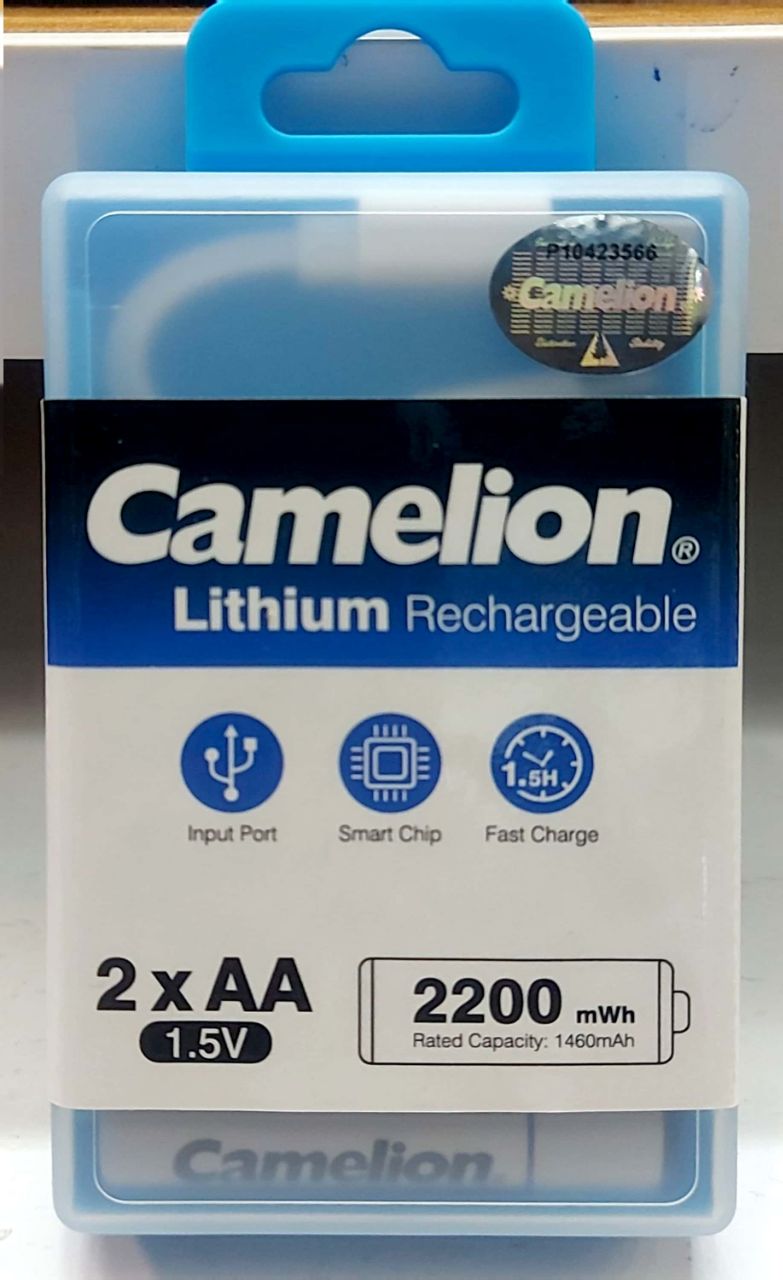 P10423566
Camelion
Camelion®
Lithium Rechargeable
1.5H
Input Port
Smart Chip
Fast Charge
2 x AA
1.5V
2200 mWh
Rated Capacity: 1460mAh
Camelion